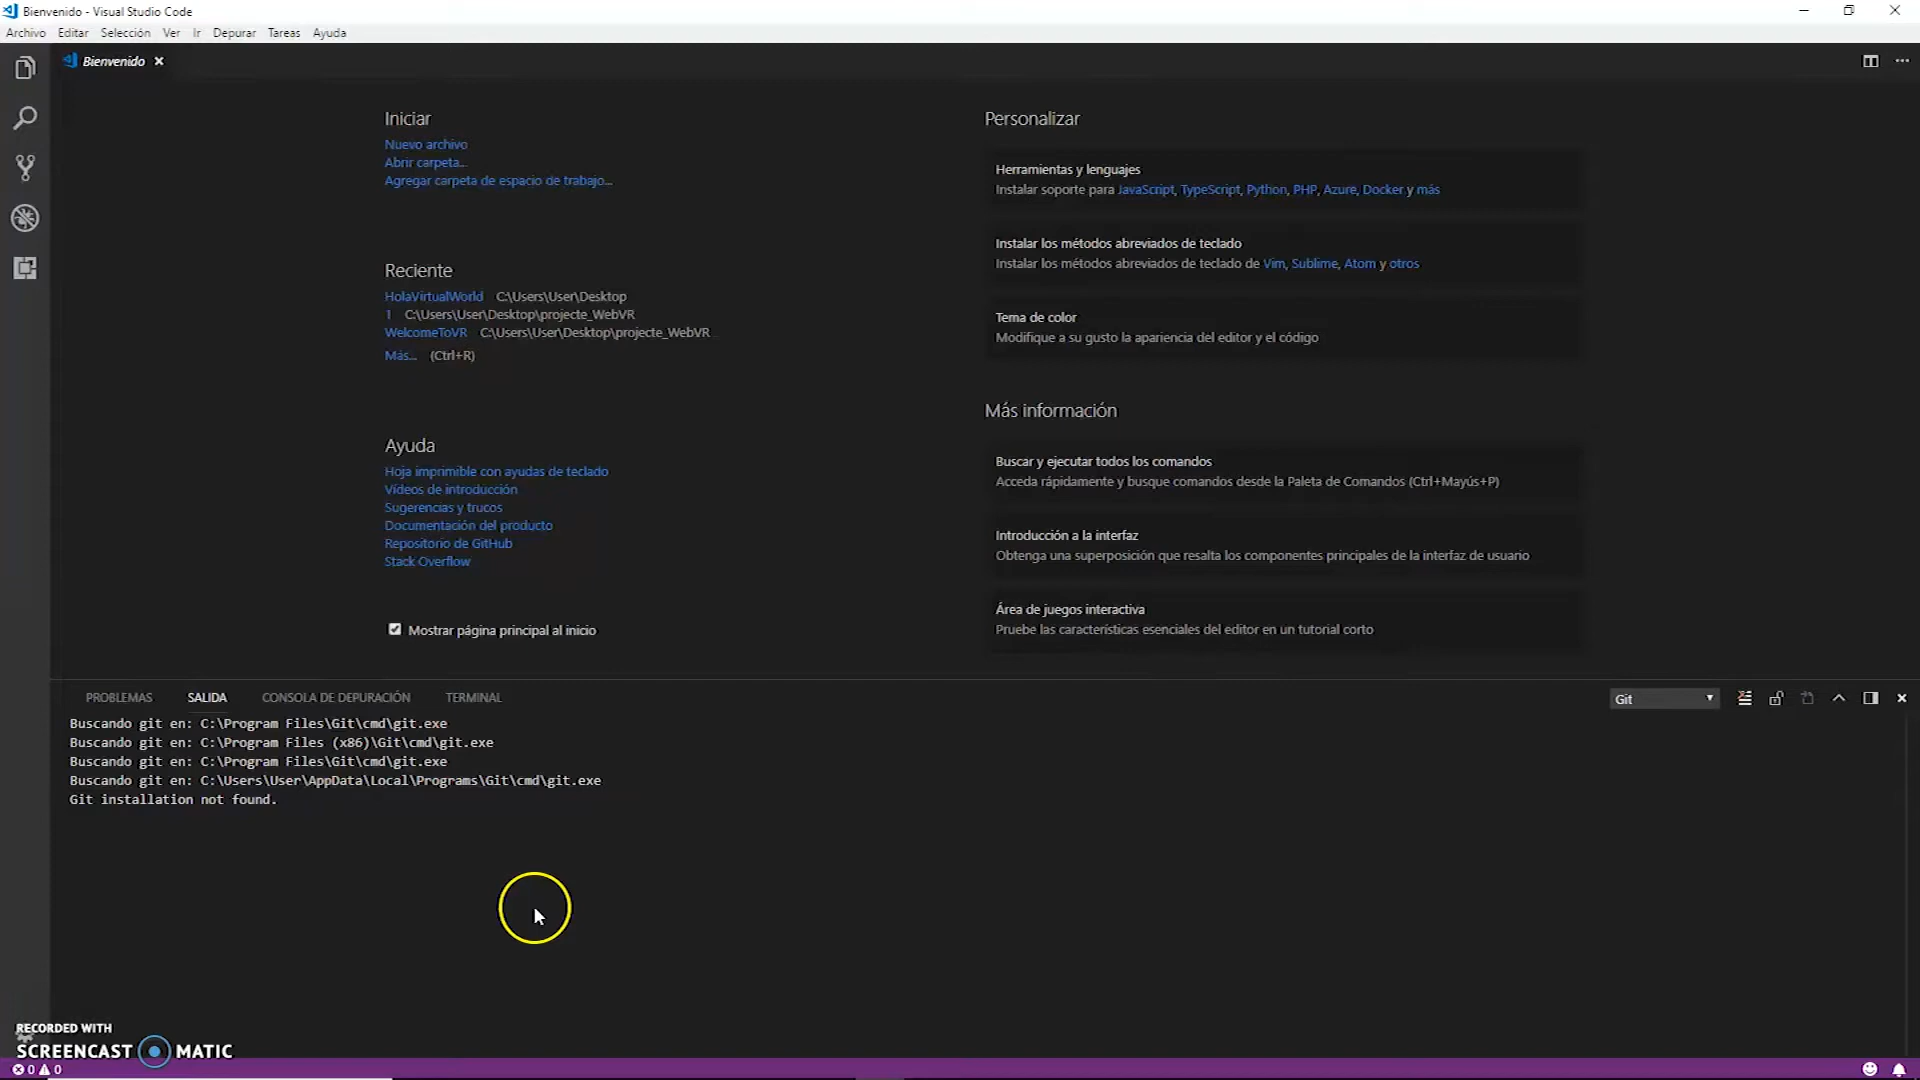 Bienvenido - Visual Studio Code
Archivo Editar Selección Ver Ir Depurar Tareas Ayuda
Bienvenido
Iniciar
Nuevo archivo
Abrir carpeta...
Agregar carpeta de espacio de trabajo...
Reciente
HolaVirtualWorld C:\Users\User\Desktop
1 C:\Users\User\Desktop\projecte_WebVR
WelcomeToVR C:\Users\User\Desktop\projecte_WebVR
Más... (Ctrl+R)
Ayuda
Hoja imprimible con ayudas de teclado
Vídeos de introducción
Sugerencias y trucos
Documentación del producto
Repositorio de GitHub
Stack Overflow
Mostrar página principal al inicio
Personalizar
Herramientas y lenguajes
Instalar soporte para JavaScript, TypeScript, Python, PHP, Azure, Docker y más
Instalar los métodos abreviados de teclado
Instalar los métodos abreviados de teclado de Vim, Sublime, Atom y otros
Tema de color
Modifique a su gusto la apariencia del editor y el código
Más información
Buscar y ejecutar todos los comandos
Acceda rápidamente y busque comandos desde la Paleta de Comandos (Ctrl+Mayús+P)
Introducción a la interfaz
Obtenga una superposición que resalta los componentes principales de la interfaz de usuario
Área de juegos interactiva
Pruebe las características esenciales del editor en un tutorial corto
PROBLEMAS SALIDA CONSOLA DE DEPURACIÓN TERMINAL Git
Buscando git en: C:\Program Files\Git\cmd\git.exe
Buscando git en: C:\Program Files (x86)\Git\cmd\git.exe
Buscando git en: C:\Program Files\Git\cmd\git.exe
Buscando git en: C:\Users\User\AppData\Local\Programs\Git\cmd\git.exe
Git installation not found.
RECORDED WITH
SCREENCAST MATIC
0 0